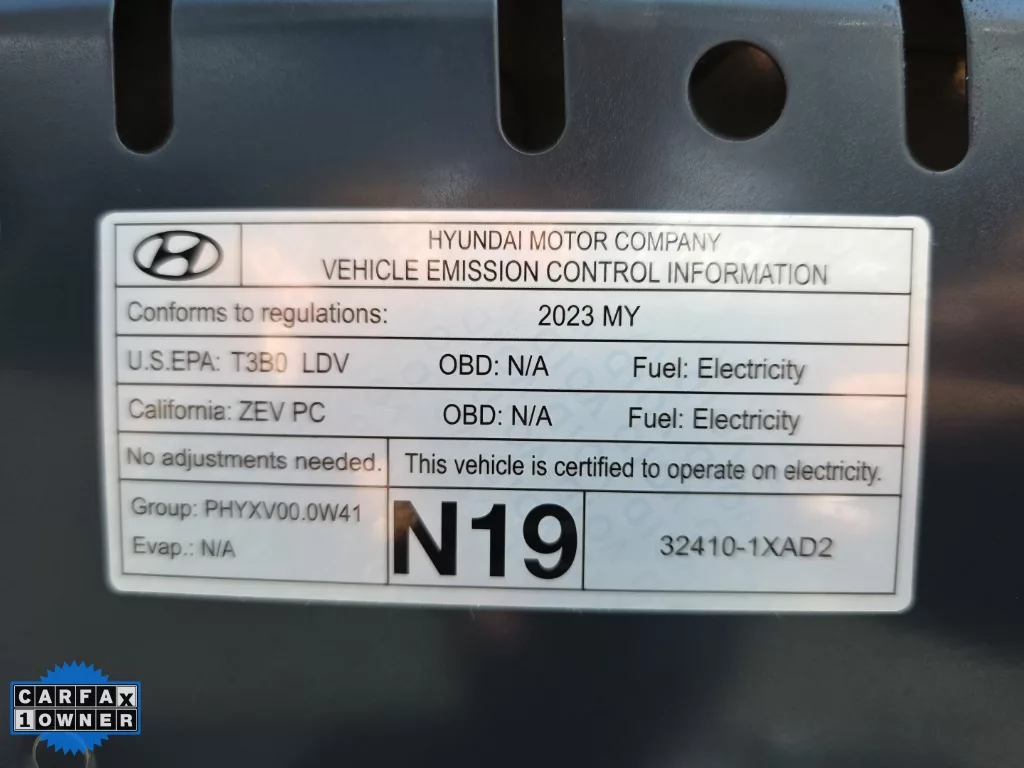 HYUNDAI MOTOR COMPANY
VEHICLE EMISSION CONTROL INFORMATION
Conforms to regulations: 2023 MY
U.S.EPA: T3B0 LDV OBD: N/A Fuel: Electricity
California: ZEV PC OBD: N/A Fuel: Electricity
No adjustments needed. This vehicle is certified to operate on electricity.
Group: PHYXV00.0W41
Evap.: N/A
N19
32410-1XAD2
CARFAX
1 OWNER